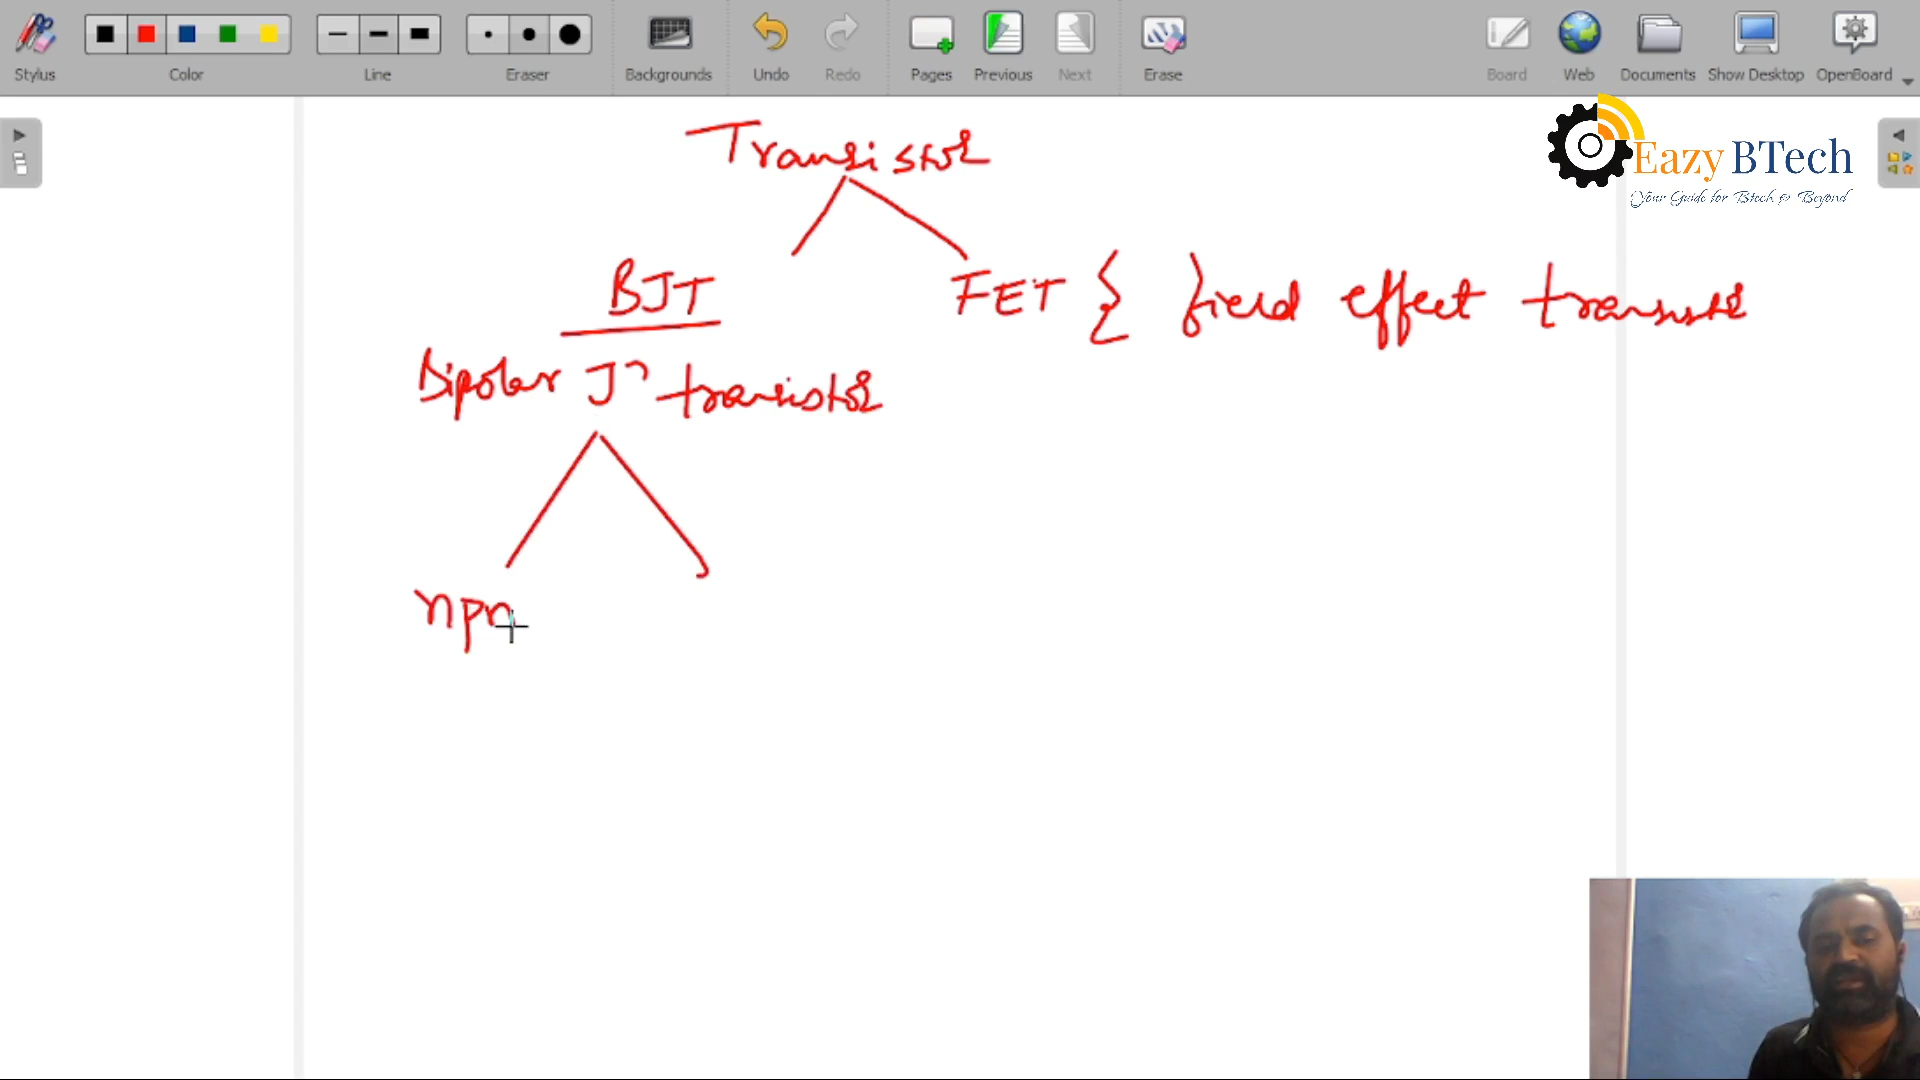 Stylus Color Line Eraser Backgrounds Undo Redo Pages Previous Next Erase Board Web Documents Show Desktop OpenBoard
Eazy BTech
Your Guide for Btech & Beyond
Transistor
BJT FET { field effect transistor
Bipolar Jn transistor
npn